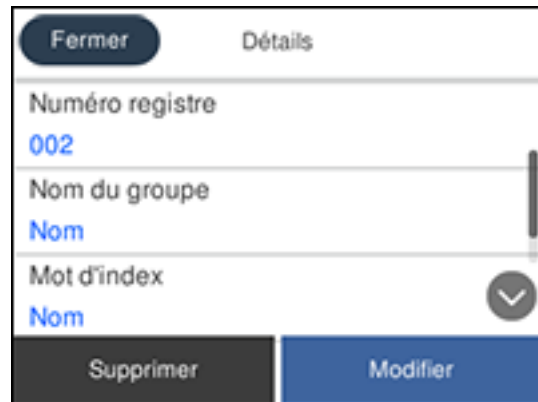 Fermer
Détails
Numéro registre
002
Nom du groupe
Nom
Mot d'index
Nom
Supprimer
Modifier